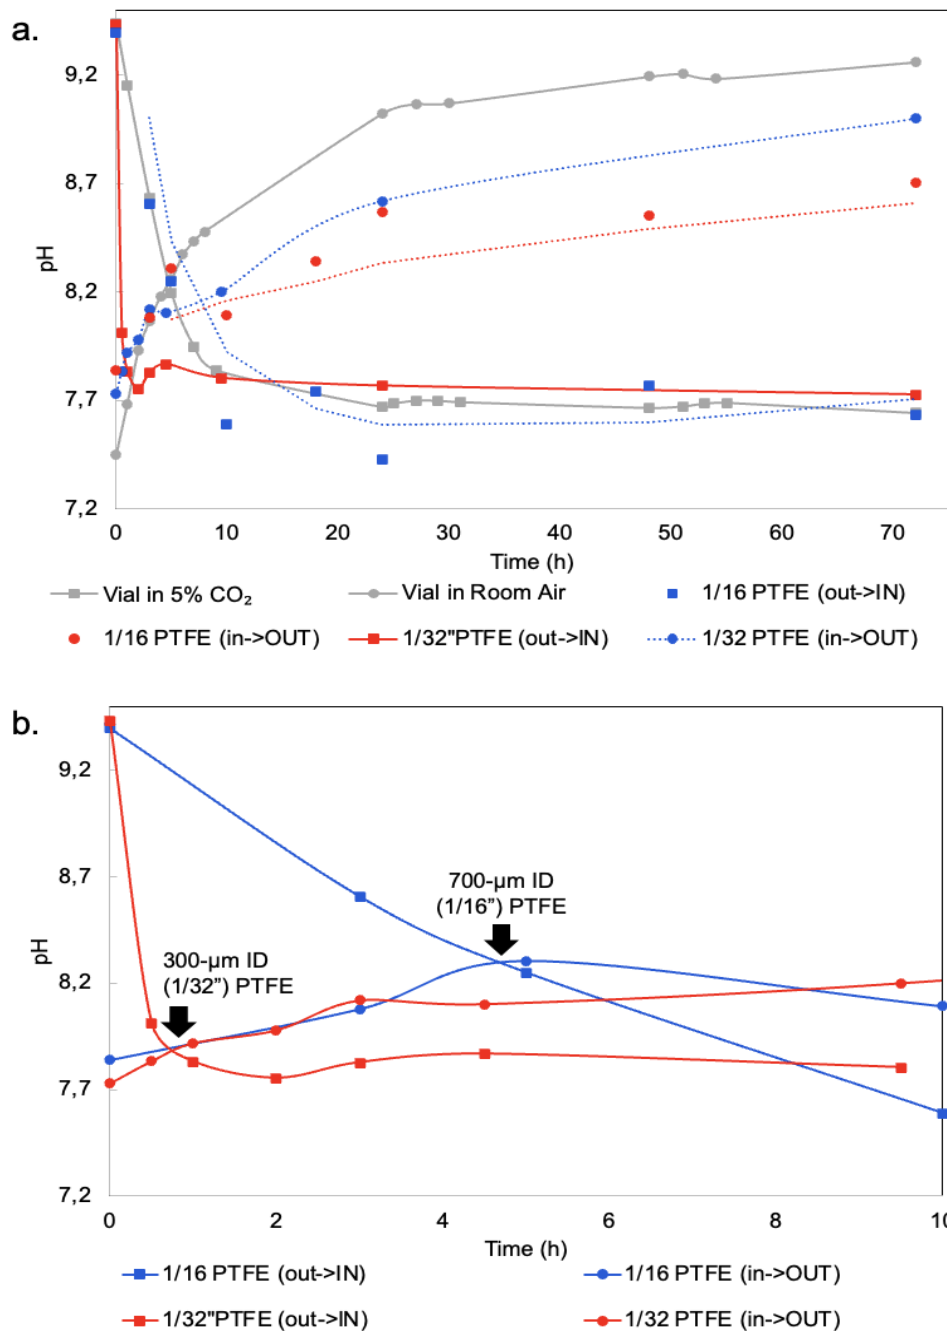 a.
9,2
8,7
8,2
7,7
7,2
pH
0
10
20
30
40
50
60
70
Time (h)
Vial in 5% CO₂
Vial in Room Air
1/16 PTFE (out->IN)
1/16 PTFE (in->OUT)
1/32"PTFE (out->IN)
1/32 PTFE (in->OUT)
b.
9,2
8,7
8,2
7,7
7,2
pH
700-µm ID
(1/16”) PTFE
300-µm ID
(1/32”) PTFE
0
2
4
6
8
10
Time (h)
1/16 PTFE (out->IN)
1/16 PTFE (in->OUT)
1/32"PTFE (out->IN)
1/32 PTFE (in->OUT)